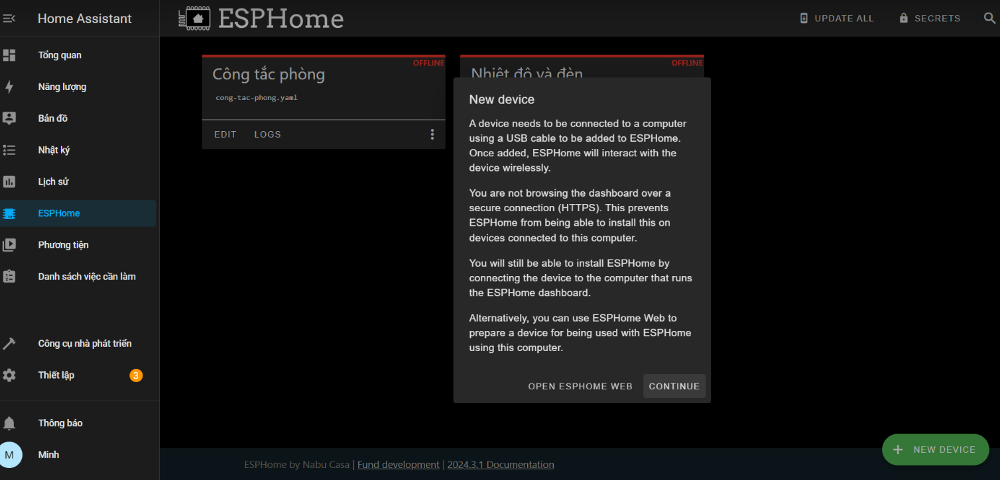 Home Assistant
ESPHome
UPDATE ALL
SECRETS
Tổng quan
Năng lượng
Bản đồ
Nhật ký
Lịch sử
ESPHome
Phương tiện
Danh sách việc cần làm
Công cụ nhà phát triển
Thiết lập
3
Thông báo
M
Minh
OFFLINE
Công tắc phòng
cong-tac-phong.yaml
EDIT
LOGS
OFFLINE
Nhiệt độ và đèn
New device
A device needs to be connected to a computer
using a USB cable to be added to ESPHome.
Once added, ESPHome will interact with the
device wirelessly.
You are not browsing the dashboard over a
secure connection (HTTPS). This prevents
ESPHome from being able to install this on
devices connected to this computer.
You will still be able to install ESPHome by
connecting the device to the computer that runs
the ESPHome dashboard.
Alternatively, you can use ESPHome Web to
prepare a device for being used with ESPHome
using this computer.
OPEN ESPHOME WEB
CONTINUE
NEW DEVICE
ESPHome by Nabu Casa | Fund development | 2024.3.1 Documentation